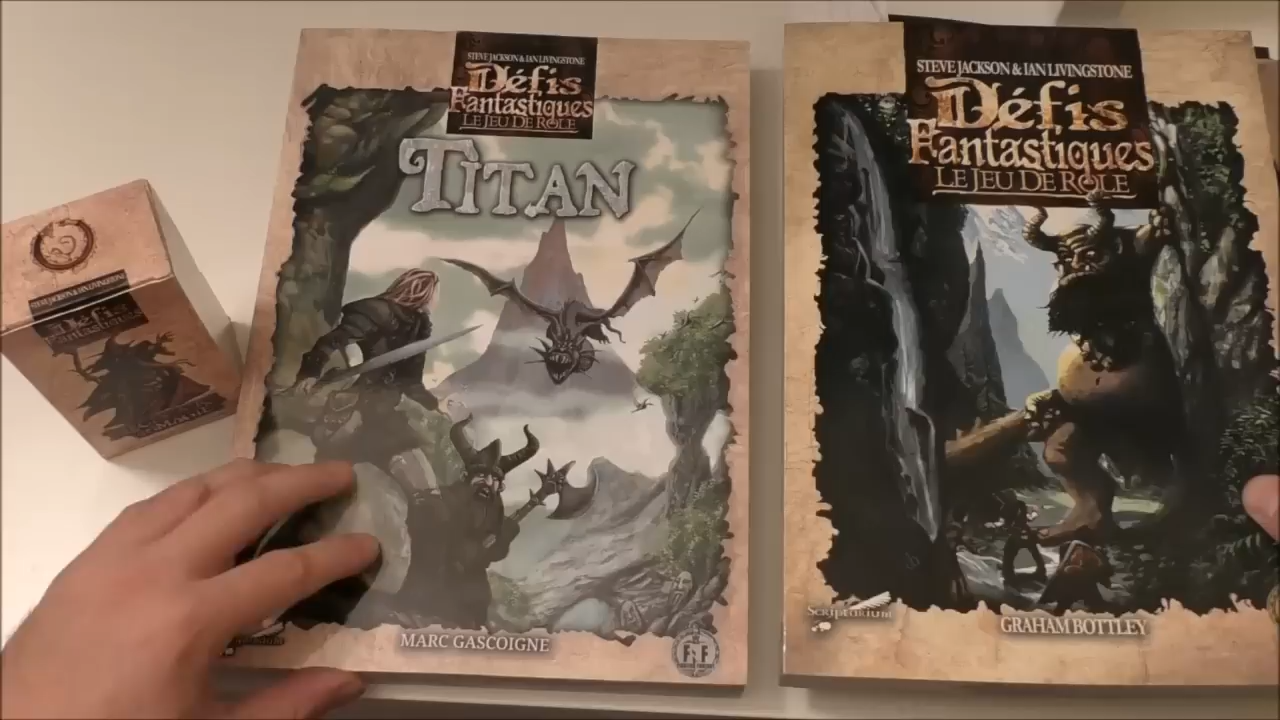 STEVE JACKSON & IAN LIVINGSTONE
Défis
Fantastiques
STEVE JACKSON & IAN LIVINGSTONE
Défis
Fantastiques
LE JEU DE RÔLE
TITAN
MARC GASCOIGNE
FF
STEVE JACKSON & IAN LIVINGSTONE
Défis
Fantastiques
LE JEU DE RÔLE
Scriptarium
GRAHAM BOTTLEY